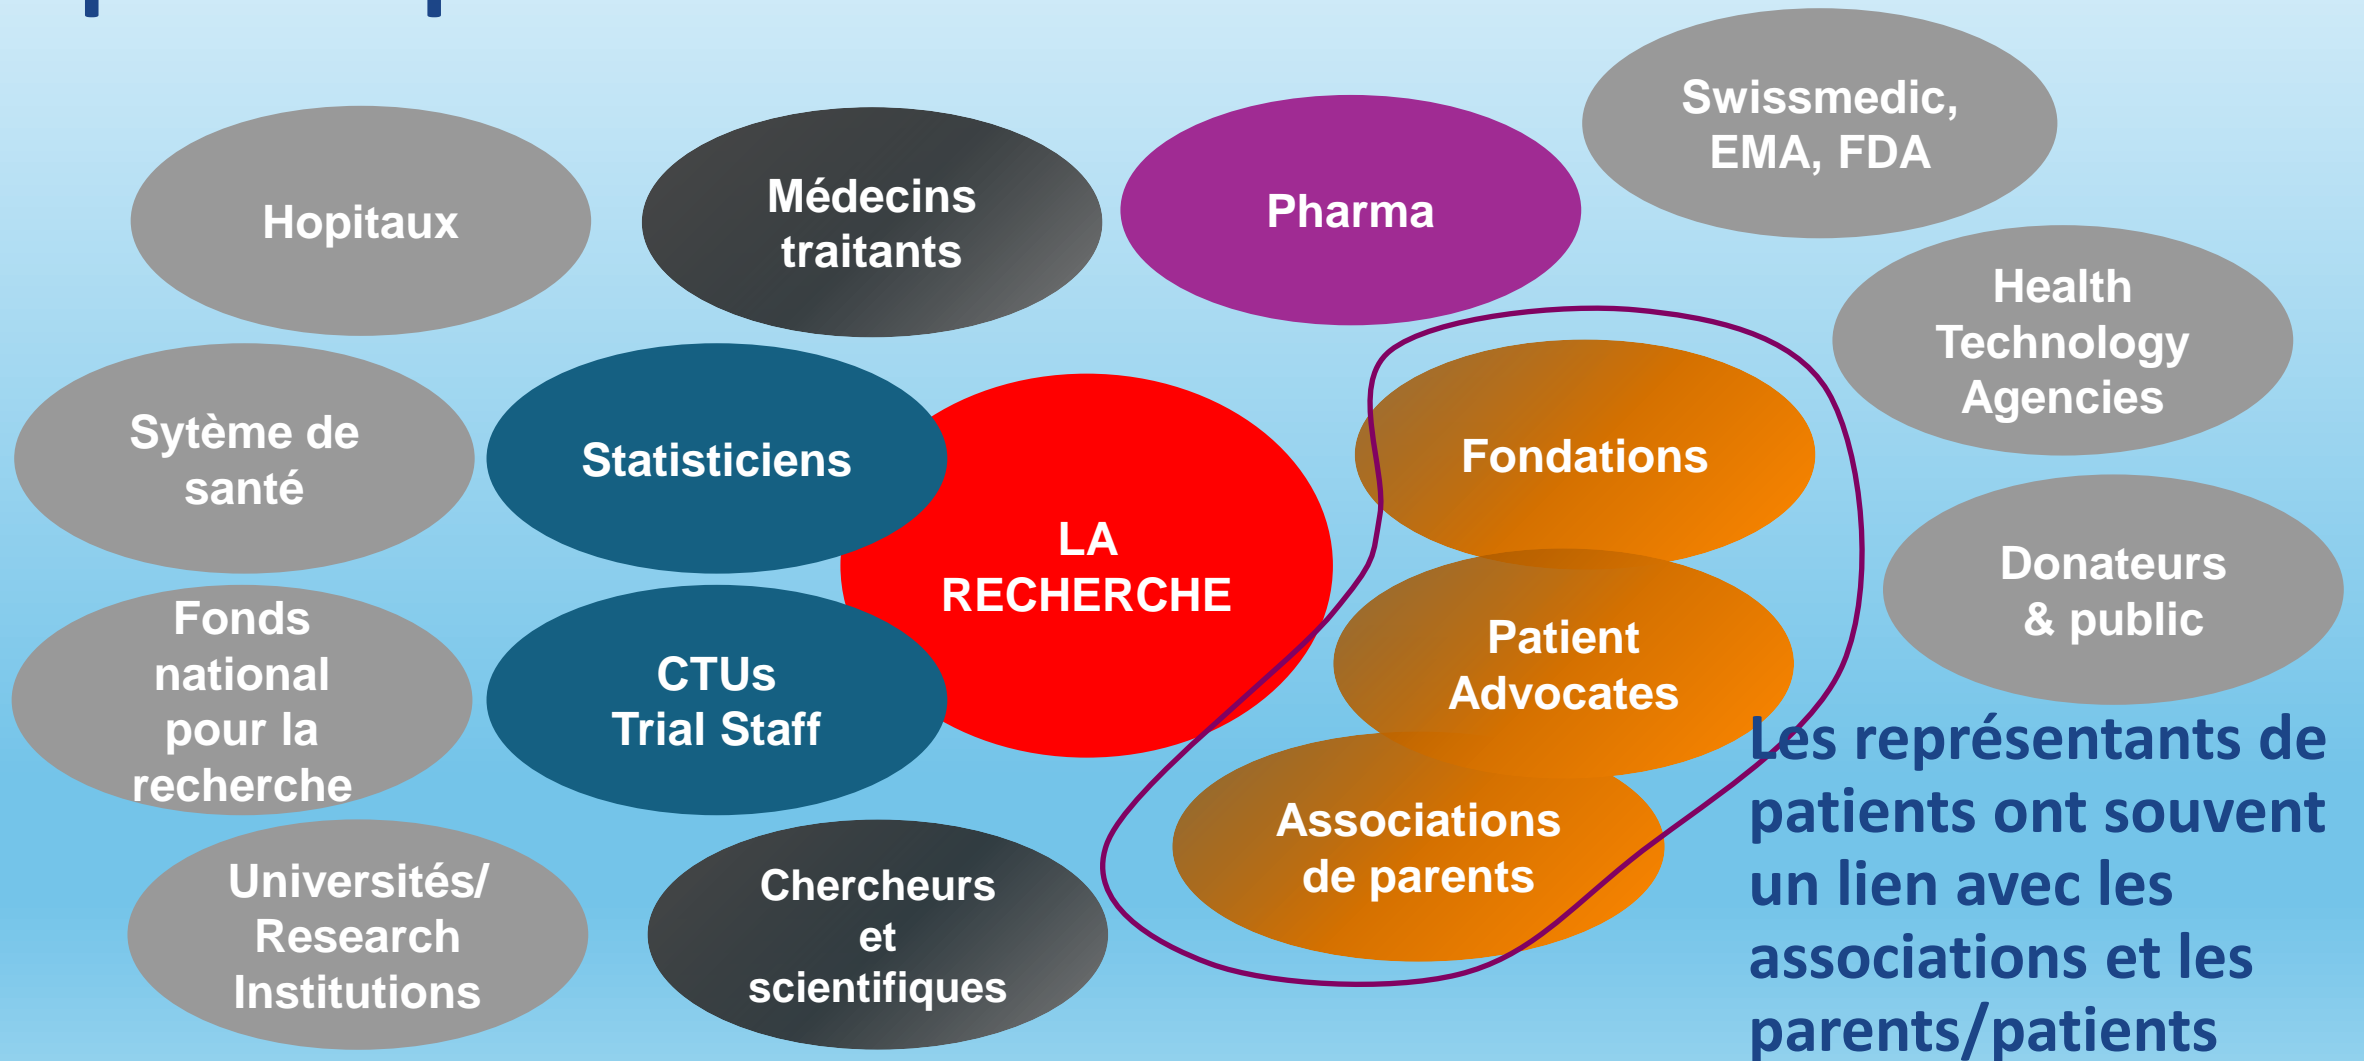 Swissmedic,
EMA, FDA
Hopitaux
Médecins
traitants
Pharma
Health
Technology
Agencies
Sytème de
santé
Statisticiens
LA
RECHERCHE
Fondations
Donateurs
& public
Fonds
national
pour la
recherche
CTUs
Trial Staff
Patient
Advocates
Associations
de parents
Universités/
Research
Institutions
Chercheurs
et
scientifiques
Les représentants de
patients ont souvent
un lien avec les
associations et les
parents/patients